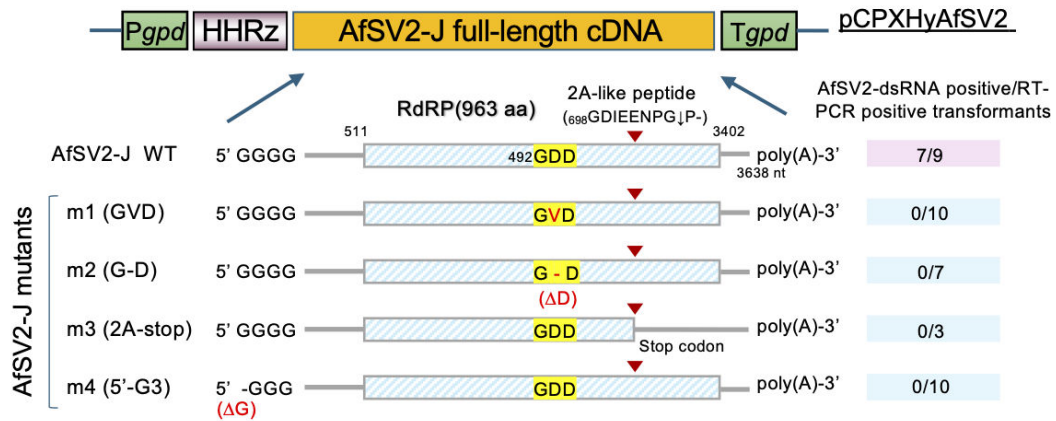 Pgpd HHRz AfSV2-J full-length cDNA Tgpd pCPXHyAfSV2
AfSV2-dsRNA positive/RT-
PCR positive transformants
RdRP(963 aa)
2A-like peptide
(698GDIEENPG↓P-)
511
3402
AfSV2-J WT 5' GGGG 492GDD poly(A)-3' 7/9
3638 nt
AfSV2-J mutants
m1 (GVD) 5' GGGG GVD poly(A)-3' 0/10
m2 (G-D) 5' GGGG G - D poly(A)-3' 0/7
(ΔD)
m3 (2A-stop) 5' GGGG GDD poly(A)-3' 0/3
Stop codon
m4 (5'-G3) 5' -GGG GDD poly(A)-3' 0/10
(ΔG)